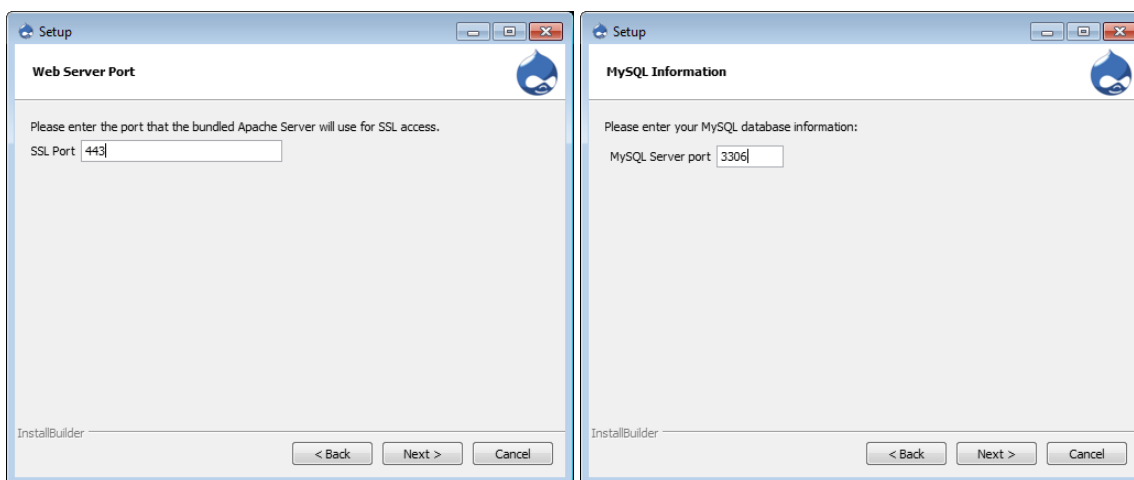 Setup
Web Server Port
Please enter the port that the bundled Apache Server will use for SSL access.
SSL Port 443
InstallBuilder
< Back Next > Cancel
Setup
MySQL Information
Please enter your MySQL database information:
MySQL Server port 3306
InstallBuilder
< Back Next > Cancel